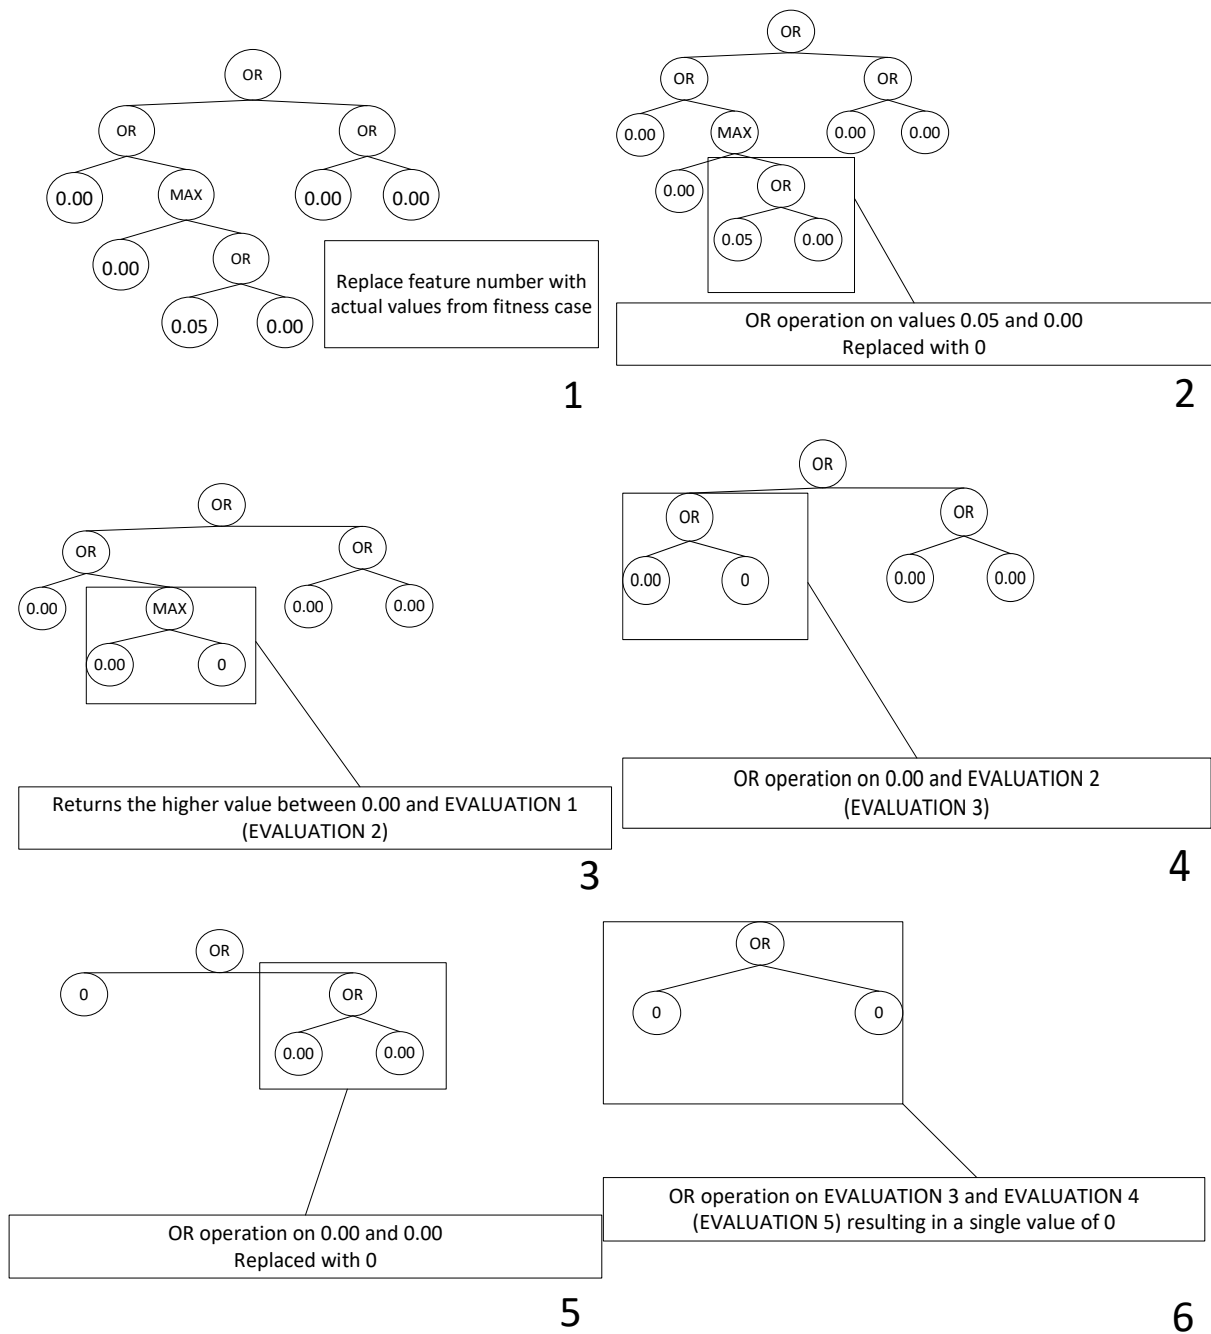 OR
OR
OR
0.00
MAX
0.00
0.00
0.00
OR
0.05
0.00
Replace feature number with
actual values from fitness case
1
OR
OR
OR
0.00
MAX
0.00
0.00
0.00
OR
0.05
0.00
OR operation on values 0.05 and 0.00
Replaced with 0
2
OR
OR
OR
0.00
MAX
0.00
0.00
0.00
0
Returns the higher value between 0.00 and EVALUATION 1
(EVALUATION 2)
3
OR
OR
OR
0.00
0
0.00
0.00
OR operation on 0.00 and EVALUATION 2
(EVALUATION 3)
4
OR
0
OR
0.00
0.00
OR operation on 0.00 and 0.00
Replaced with 0
5
OR
0
0
OR operation on EVALUATION 3 and EVALUATION 4
(EVALUATION 5) resulting in a single value of 0
6